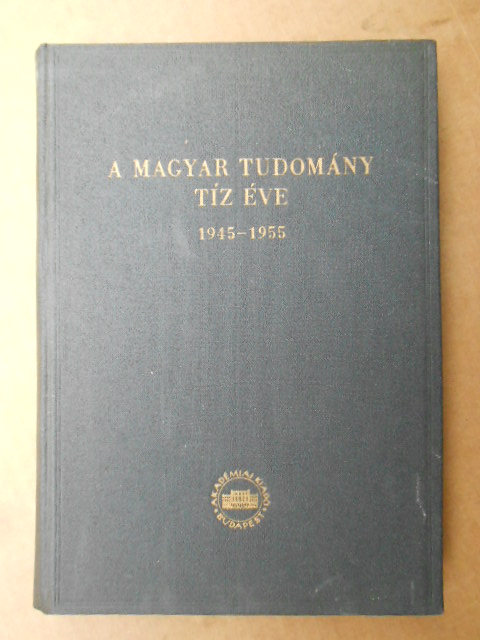 A MAGYAR TUDOMÁNY
TÍZ ÉVE
1945–1955
AKADÉMIAI KIADÓ
BUDAPEST